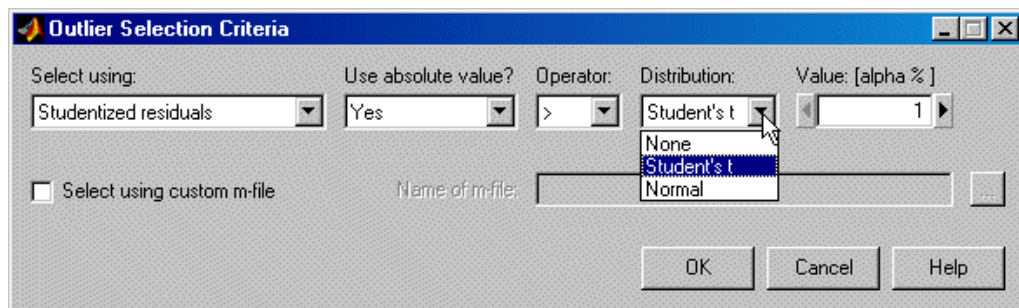 Outlier Selection Criteria
Select using: Use absolute value? Operator: Distribution: Value: [alpha % ]
Studentized residuals Yes > Student's t 1
None
Student's t
Normal
Select using custom m-file Name of m-file: ...
OK Cancel Help